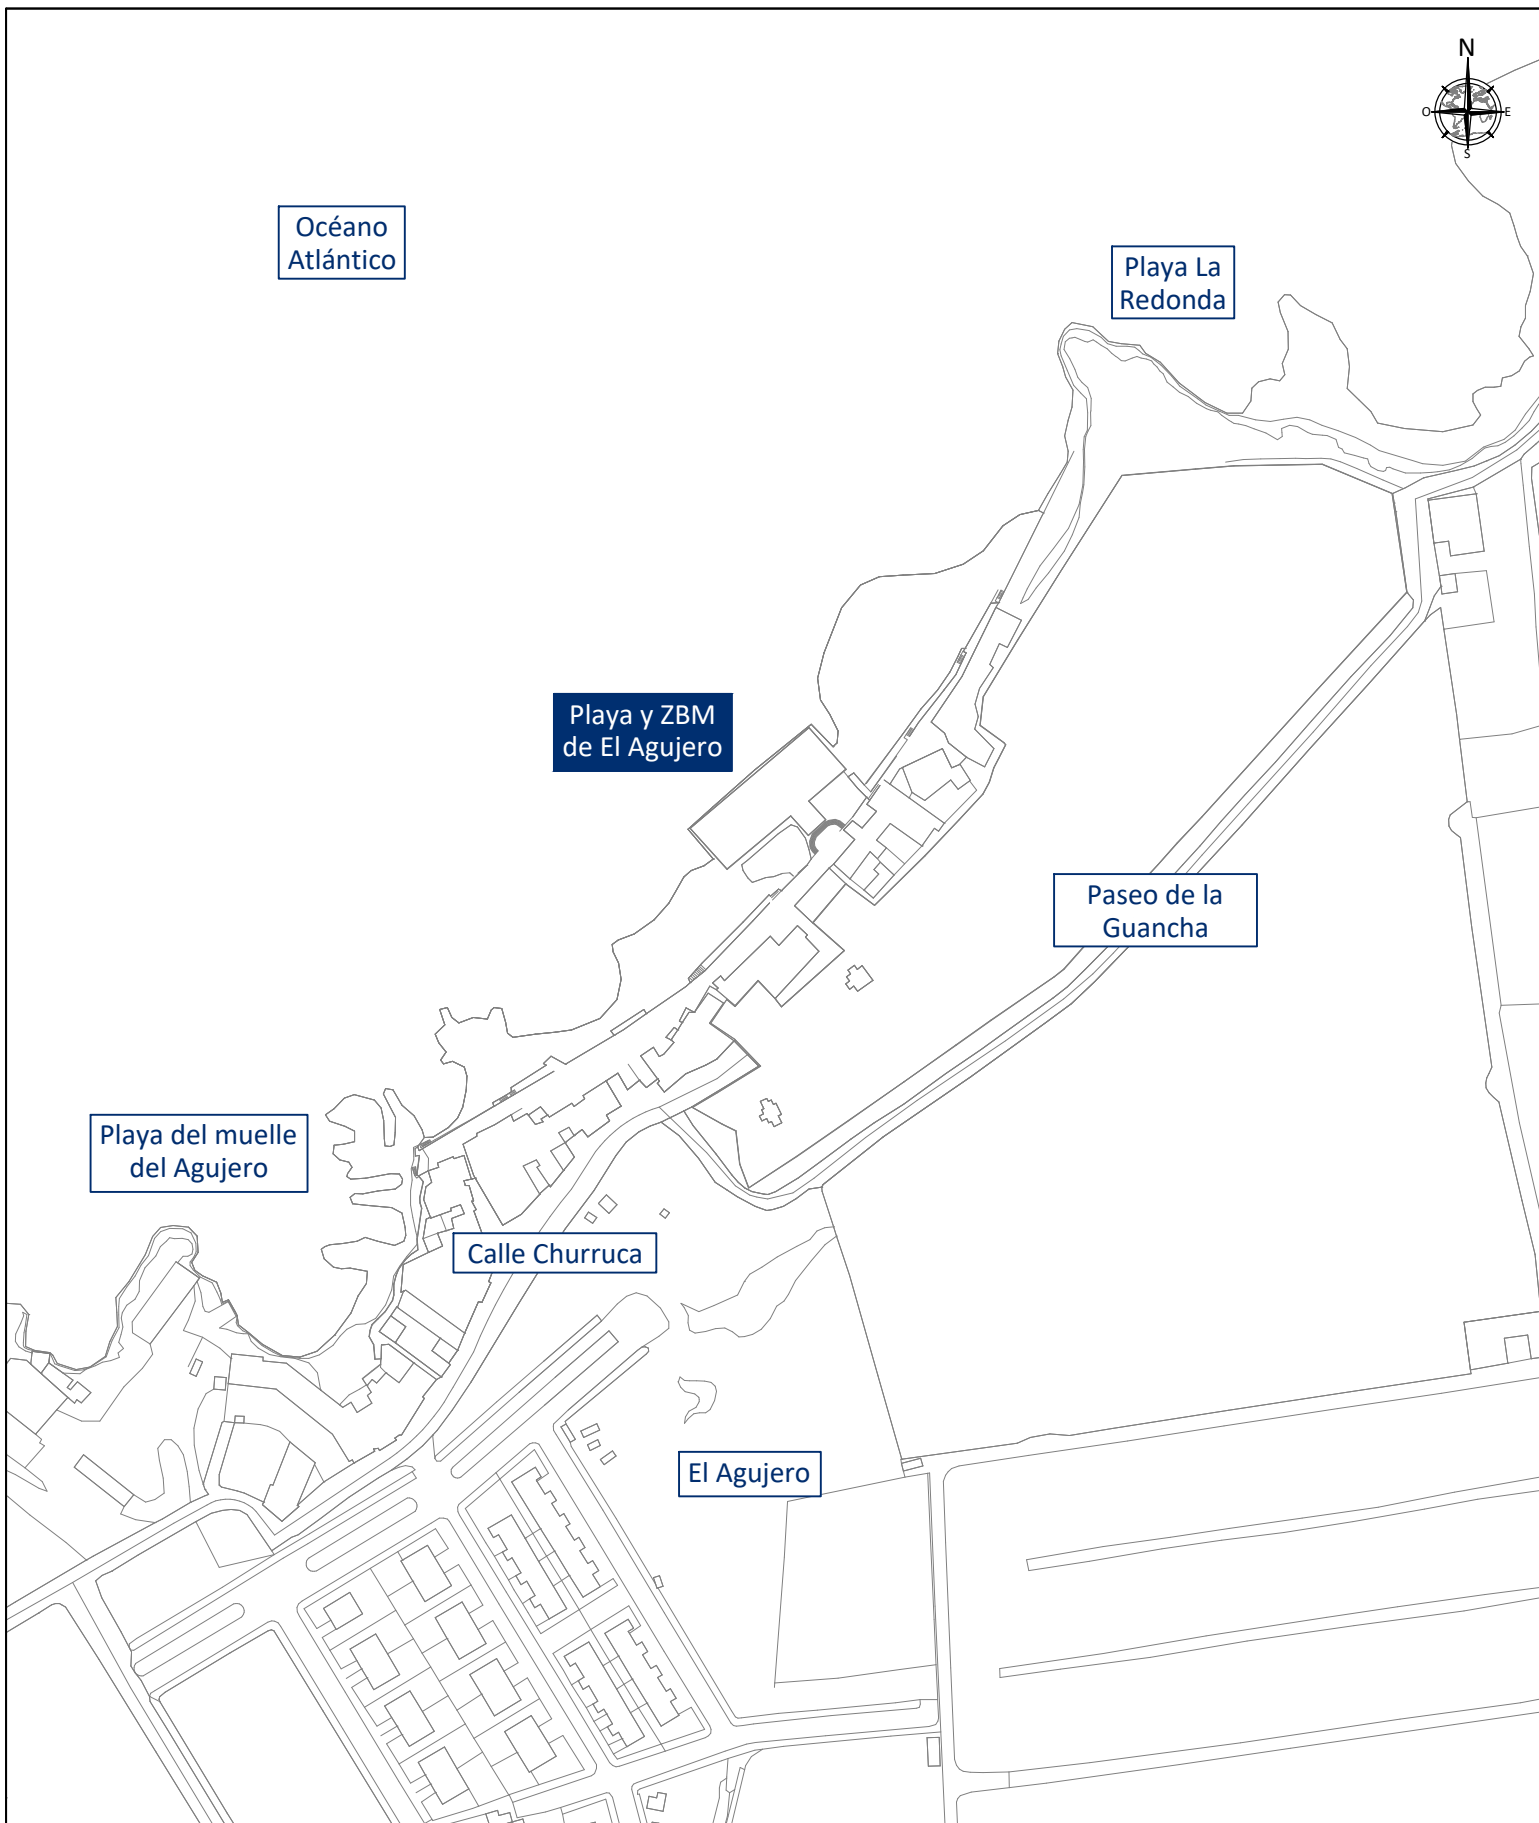 N
O
E
S
Océano
Atlántico
Playa La
Redonda
Playa y ZBM
de El Agujero
Paseo de la
Guancha
Playa del muelle
del Agujero
Calle Churruca
El Agujero